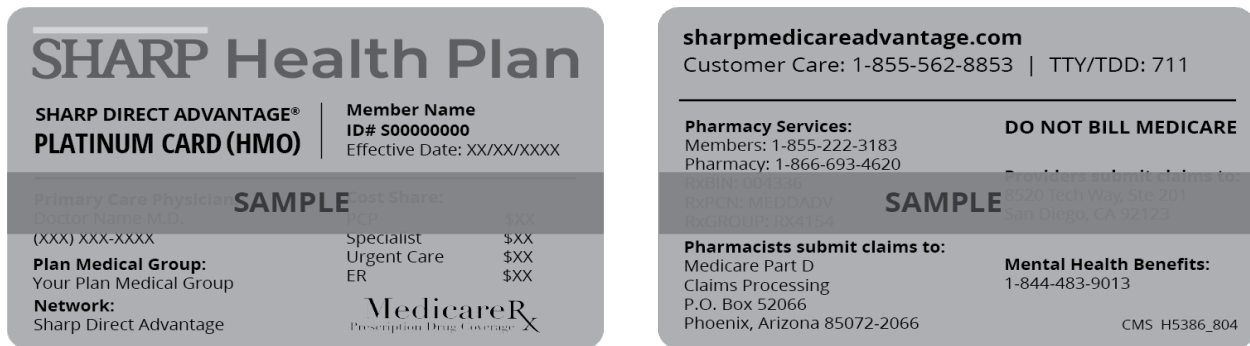 SHARP Health Plan
SHARP DIRECT ADVANTAGE®
PLATINUM CARD (HMO)
Member Name
ID# S00000000
Effective Date: XX/XX/XXXX
Primary Care Physician
Doctor Name M.D.
(XXX) XXX-XXXX
Plan Medical Group:
Your Plan Medical Group
Network:
Sharp Direct Advantage
SAMPLE
Cost Share:
PCP $XX
Specialist $XX
Urgent Care $XX
ER $XX
MedicareRx
Prescription Drug Coverage
sharpmedicareadvantage.com
Customer Care: 1-855-562-8853 | TTY/TDD: 711
Pharmacy Services:
Members: 1-855-222-3183
Pharmacy: 1-866-693-4620
RxBIN: 004336
RxPCN: MEDDADV
RxGROUP: RX4154
SAMPLE
Pharmacists submit claims to:
Medicare Part D
Claims Processing
P.O. Box 52066
Phoenix, Arizona 85072-2066
DO NOT BILL MEDICARE
Providers submit claims to:
8520 Tech Way, Ste 201
San Diego, CA 92123
Mental Health Benefits:
1-844-483-9013
CMS H5386_804